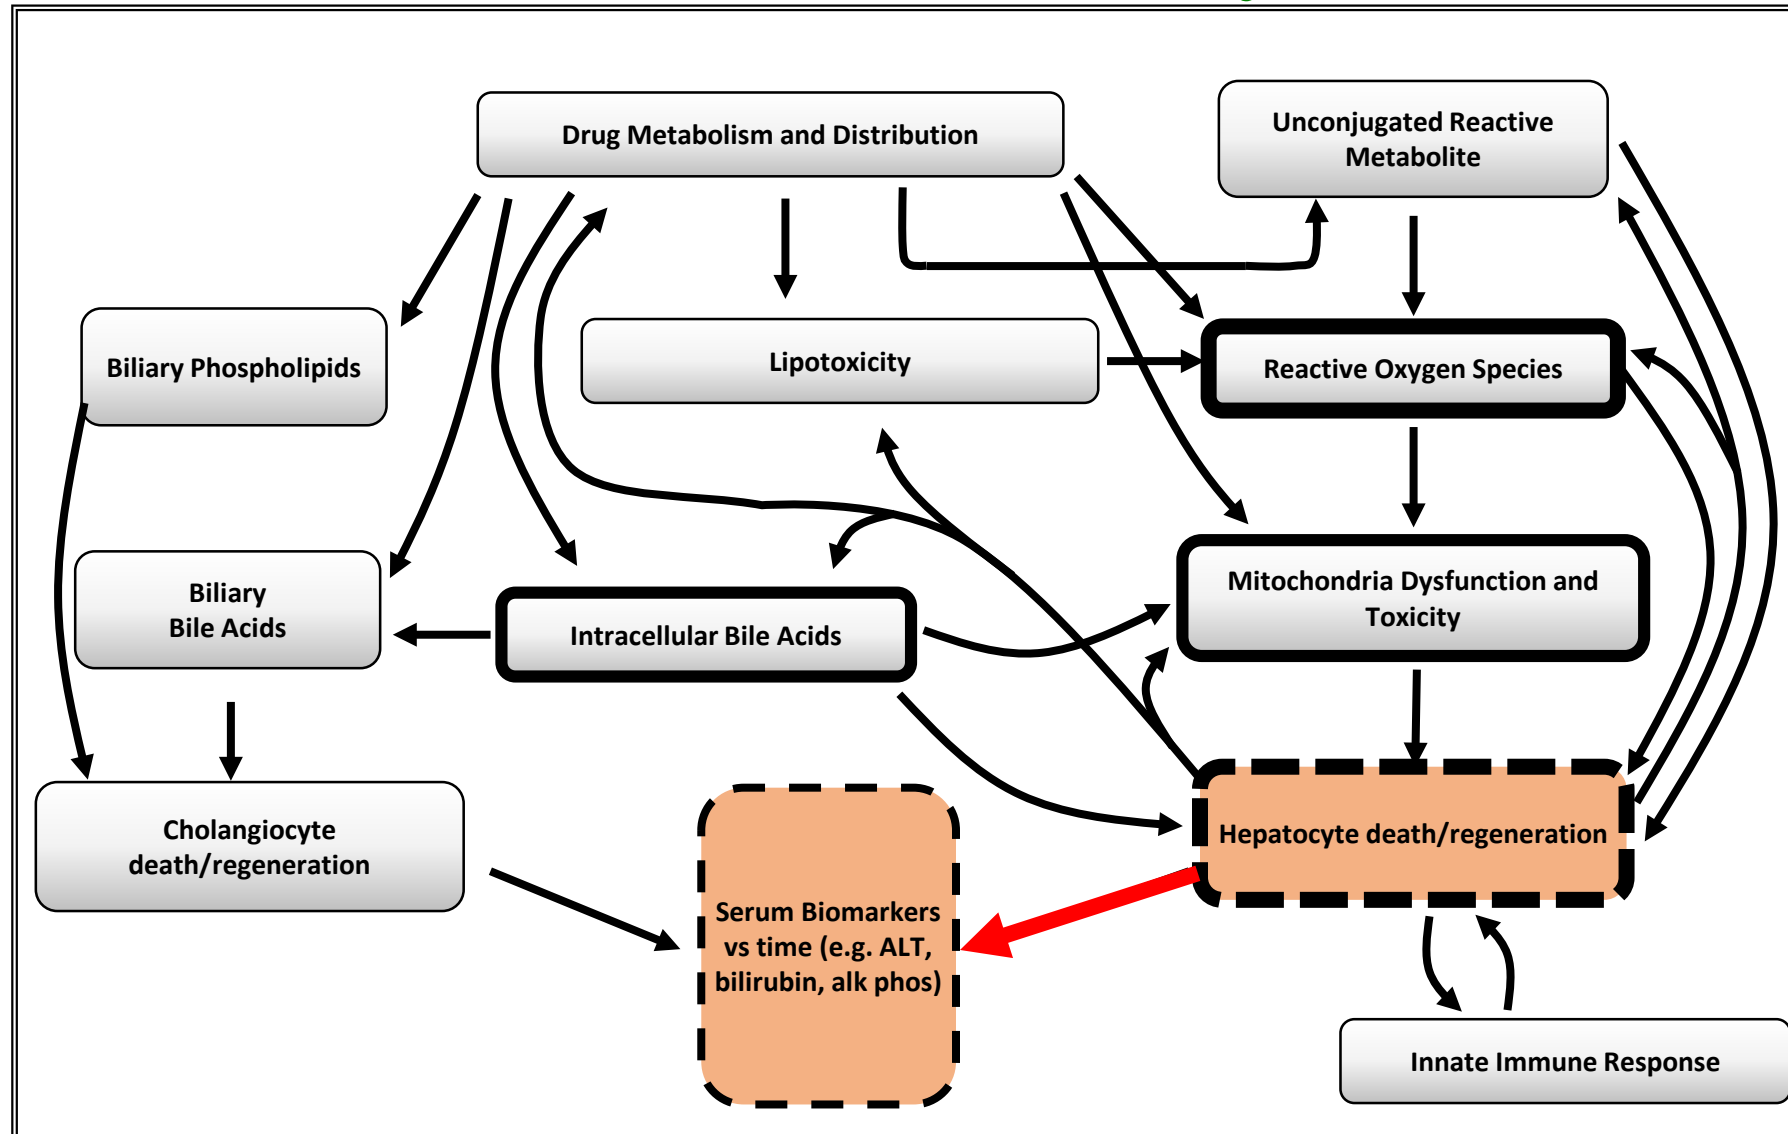 Drug Metabolism and Distribution
Unconjugated Reactive
Metabolite
Biliary Phospholipids
Lipotoxicity
Reactive Oxygen Species
Biliary
Bile Acids
Intracellular Bile Acids
Mitochondria Dysfunction and
Toxicity
Cholangiocyte
death/regeneration
Serum Biomarkers
vs time (e.g. ALT,
bilirubin, alk phos)
Hepatocyte death/regeneration
Innate Immune Response